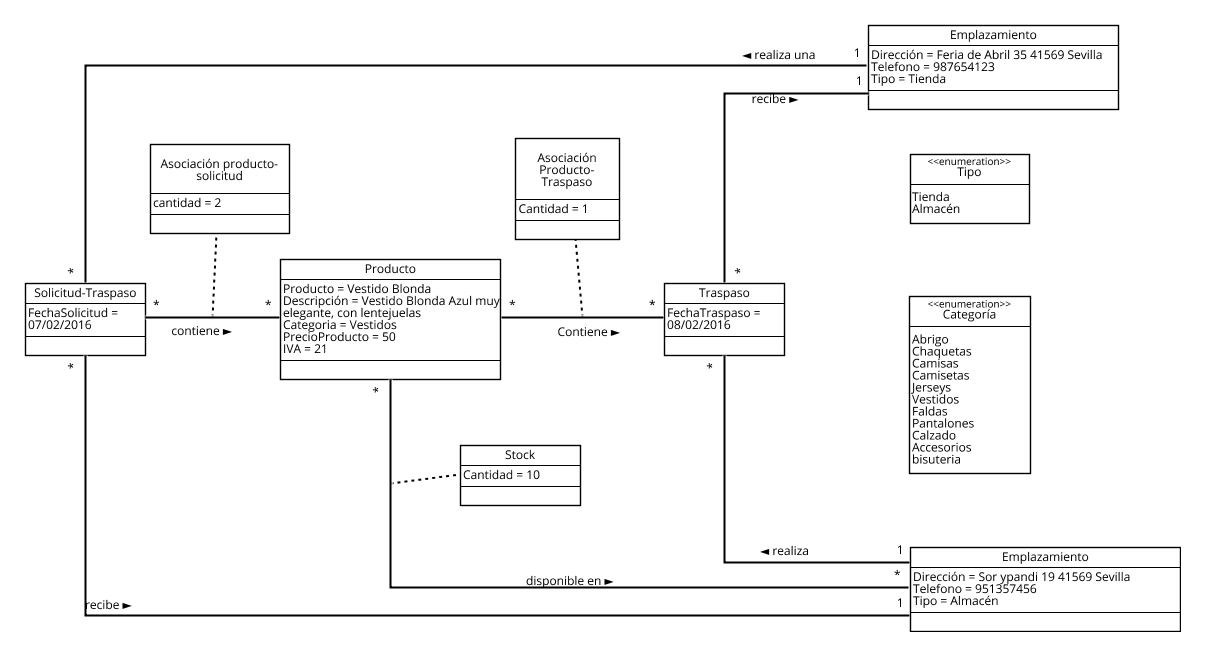 Emplazamiento
Dirección = Feria de Abril 35 41569 Sevilla
Telefono = 987654123
Tipo = Tienda
◄ realiza una
1
1
recibe ►
Asociación producto-
solicitud
cantidad = 2
Asociación
Producto-
Traspaso
Cantidad = 1
<<enumeration>>
Tipo
Tienda
Almacén
*
*
Solicitud-Traspaso
FechaSolicitud =
07/02/2016
*
*
contiene ►
*
Producto
Producto = Vestido Blonda
Descripción = Vestido Blonda Azul muy
elegante, con lentejuelas
Categoria = Vestidos
PrecioProducto = 50
IVA = 21
*
*
Contiene ►
*
Traspaso
FechaTraspaso =
08/02/2016
*
<<enumeration>>
Categoría
Abrigo
Chaquetas
Camisas
Camisetas
Jerseys
Vestidos
Faldas
Pantalones
Calzado
Accesorios
bisuteria
Stock
Cantidad = 10
◄ realiza
1
disponible en ►
*
recibe ►
1
Emplazamiento
Dirección = Sor ypandi 19 41569 Sevilla
Telefono = 951357456
Tipo = Almacén